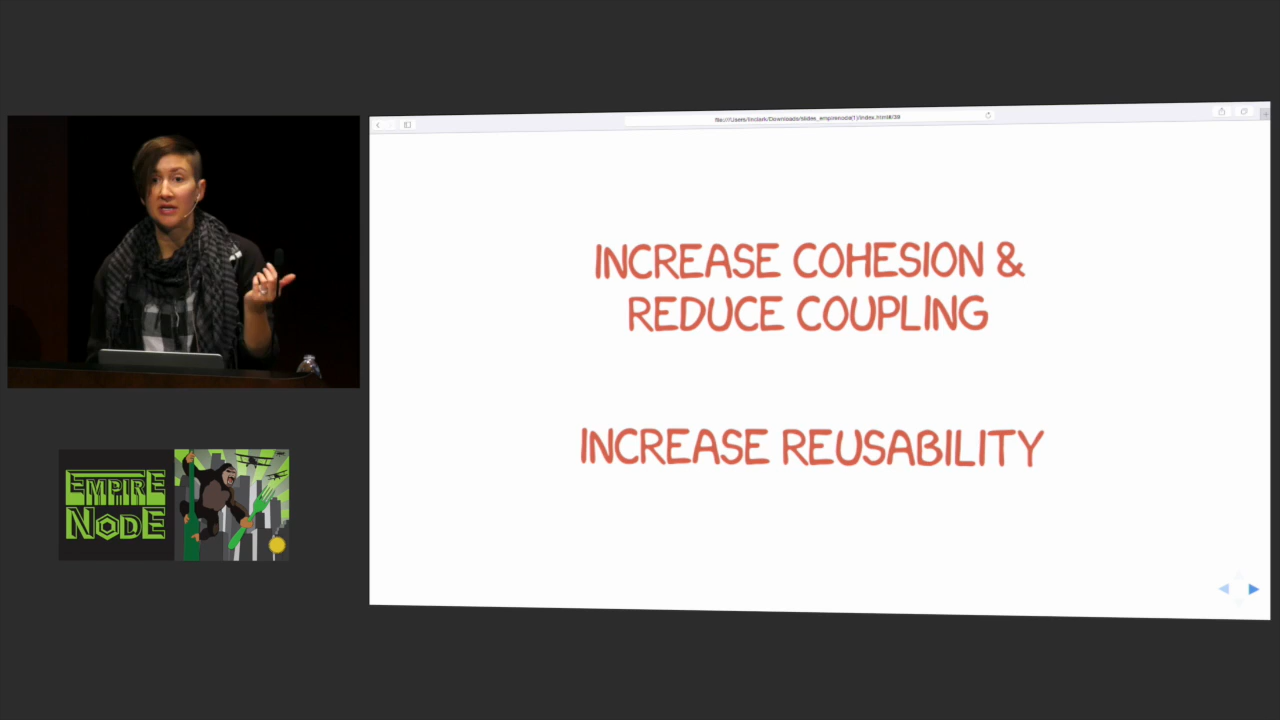 INCREASE COHESION &
REDUCE COUPLING
INCREASE REUSABILITY
EMPIRE
NODE